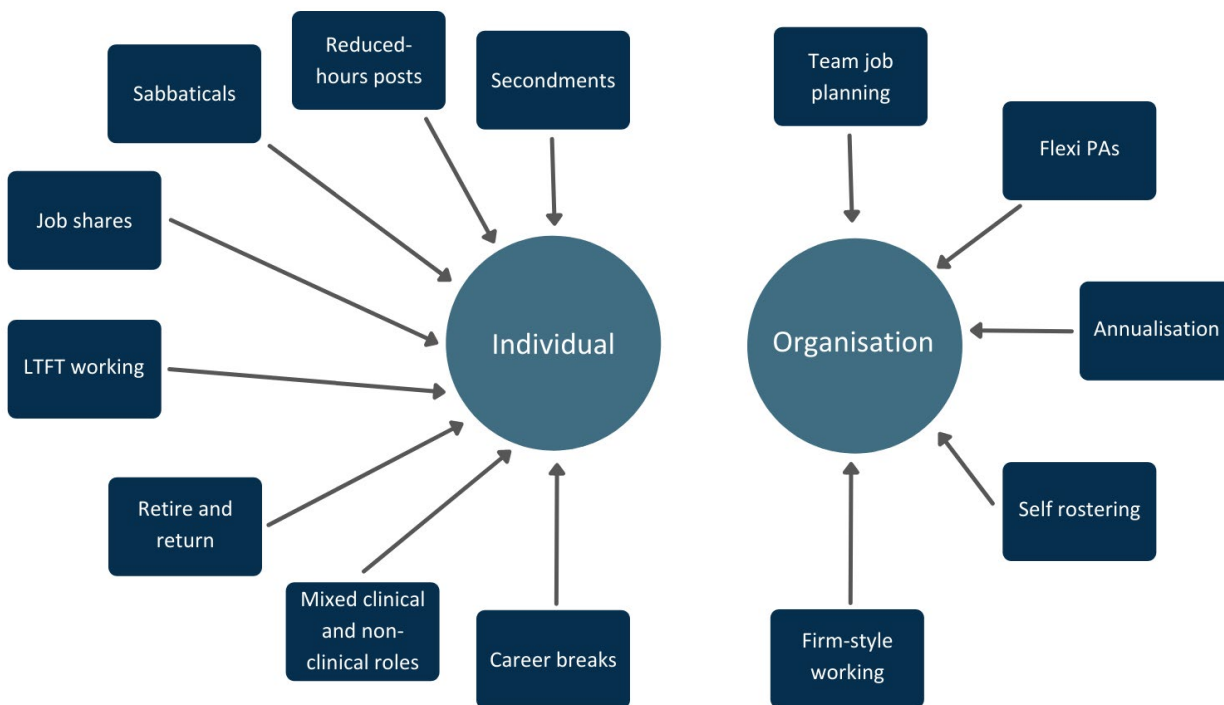 Reduced-
hours posts
Sabbaticals
Secondments
Job shares
LTFT working
Retire and
return
Mixed clinical
and non-
clinical roles
Career breaks
Individual
Team job
planning
Flexi PAs
Annualisation
Self rostering
Firm-style
working
Organisation